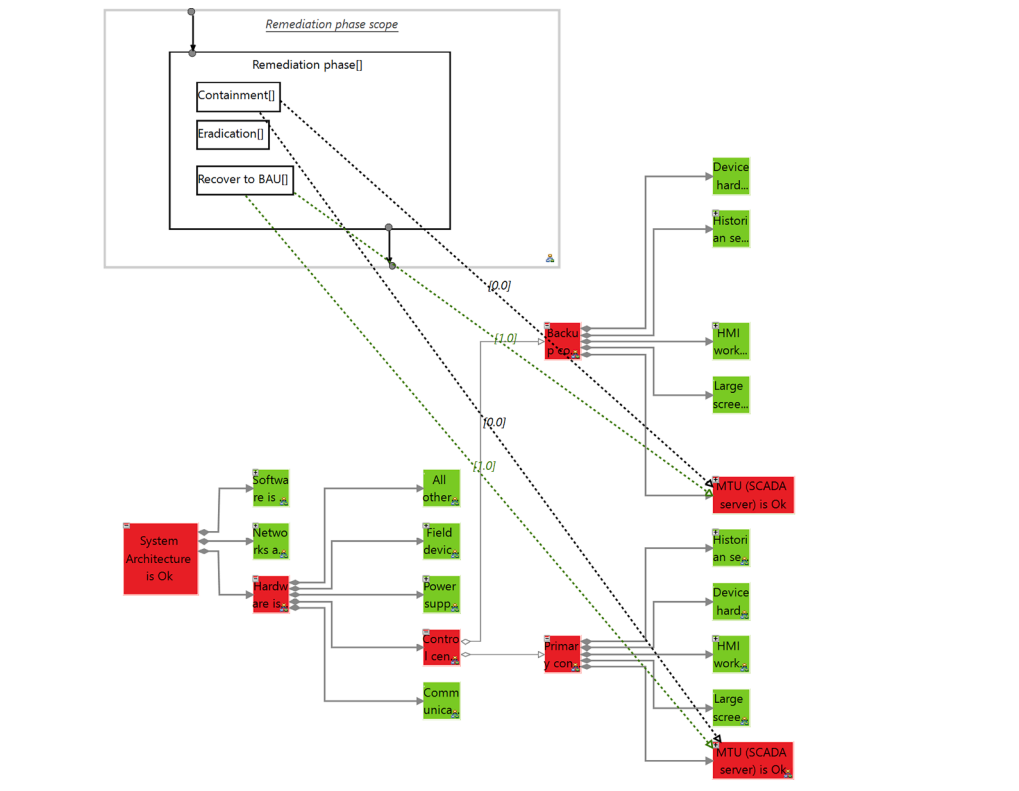 Remediation phase scope
Remediation phase[]
Containment[]
Eradication[]
Recover to BAU[]
[0.0]
[1.0]
[0.0]
[1.0]
Device
hard...
Histori
an se...
Backu
p co...
HMI
work...
Large
scree...
MTU (SCADA
server) is Ok
System
Architecture
is Ok
Softwa
re is ...
Netwo
rks a...
Hardw
are is...
All
other...
Field
devic...
Power
supp...
Contro
l cen...
Comm
unica...
Primar
y con...
Histori
an se...
Device
hard...
HMI
work...
Large
scree...
MTU (SCADA
server) is Ok